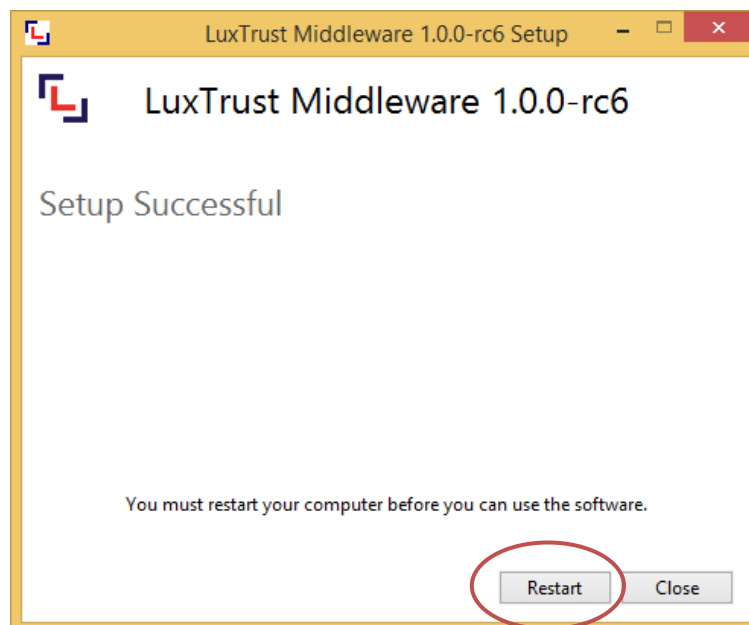 LuxTrust Middleware 1.0.0-rc6 Setup
LuxTrust Middleware 1.0.0-rc6
Setup Successful
You must restart your computer before you can use the software.
Restart Close